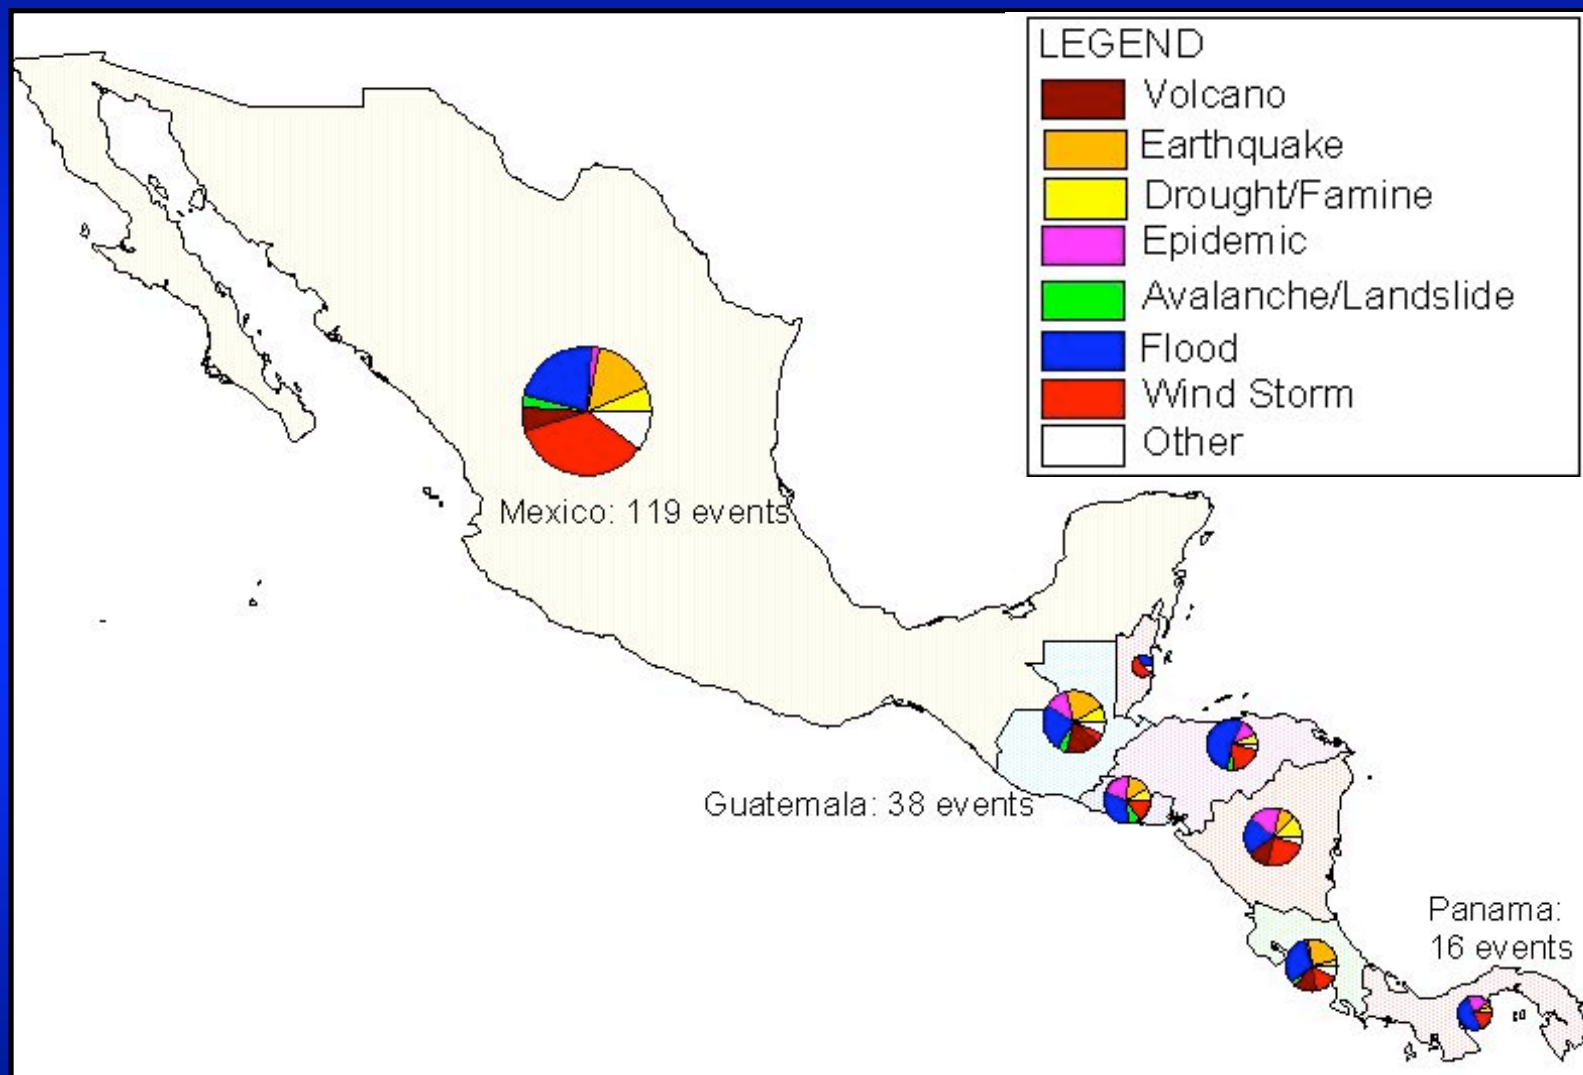 LEGEND
Volcano
Earthquake
Drought/Famine
Epidemic
Avalanche/Landslide
Flood
Wind Storm
Other
Mexico: 119 events
Guatemala: 38 events
Panama:
16 events